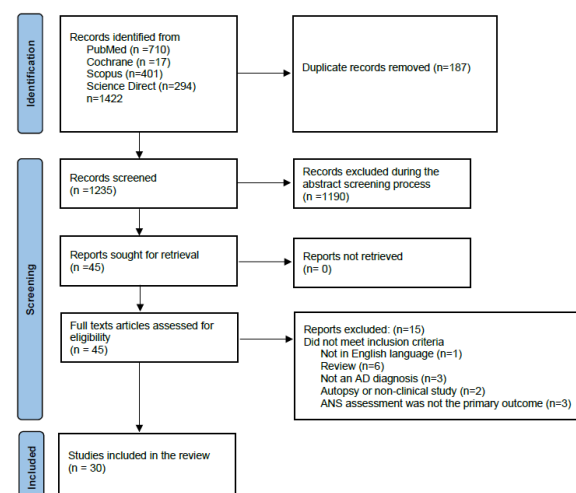 Identification
Records identified from
PubMed (n =710)
Cochrane (n =17)
Scopus (n=401)
Science Direct (n=294)
n=1422
Duplicate records removed (n=187)
Screening
Records screened
(n =1235)
Records excluded during the
abstract screening process
(n =1190)
Reports sought for retrieval
(n =45)
Reports not retrieved
(n= 0)
Full texts articles assessed for
eligibility
(n = 45)
Reports excluded: (n=15)
Did not meet inclusion criteria
Not in English language (n=1)
Review (n=6)
Not an AD diagnosis (n=3)
Autopsy or non-clinical study (n=2)
ANS assessment was not the primary outcome (n=3)
Included
Studies included in the review
(n = 30)